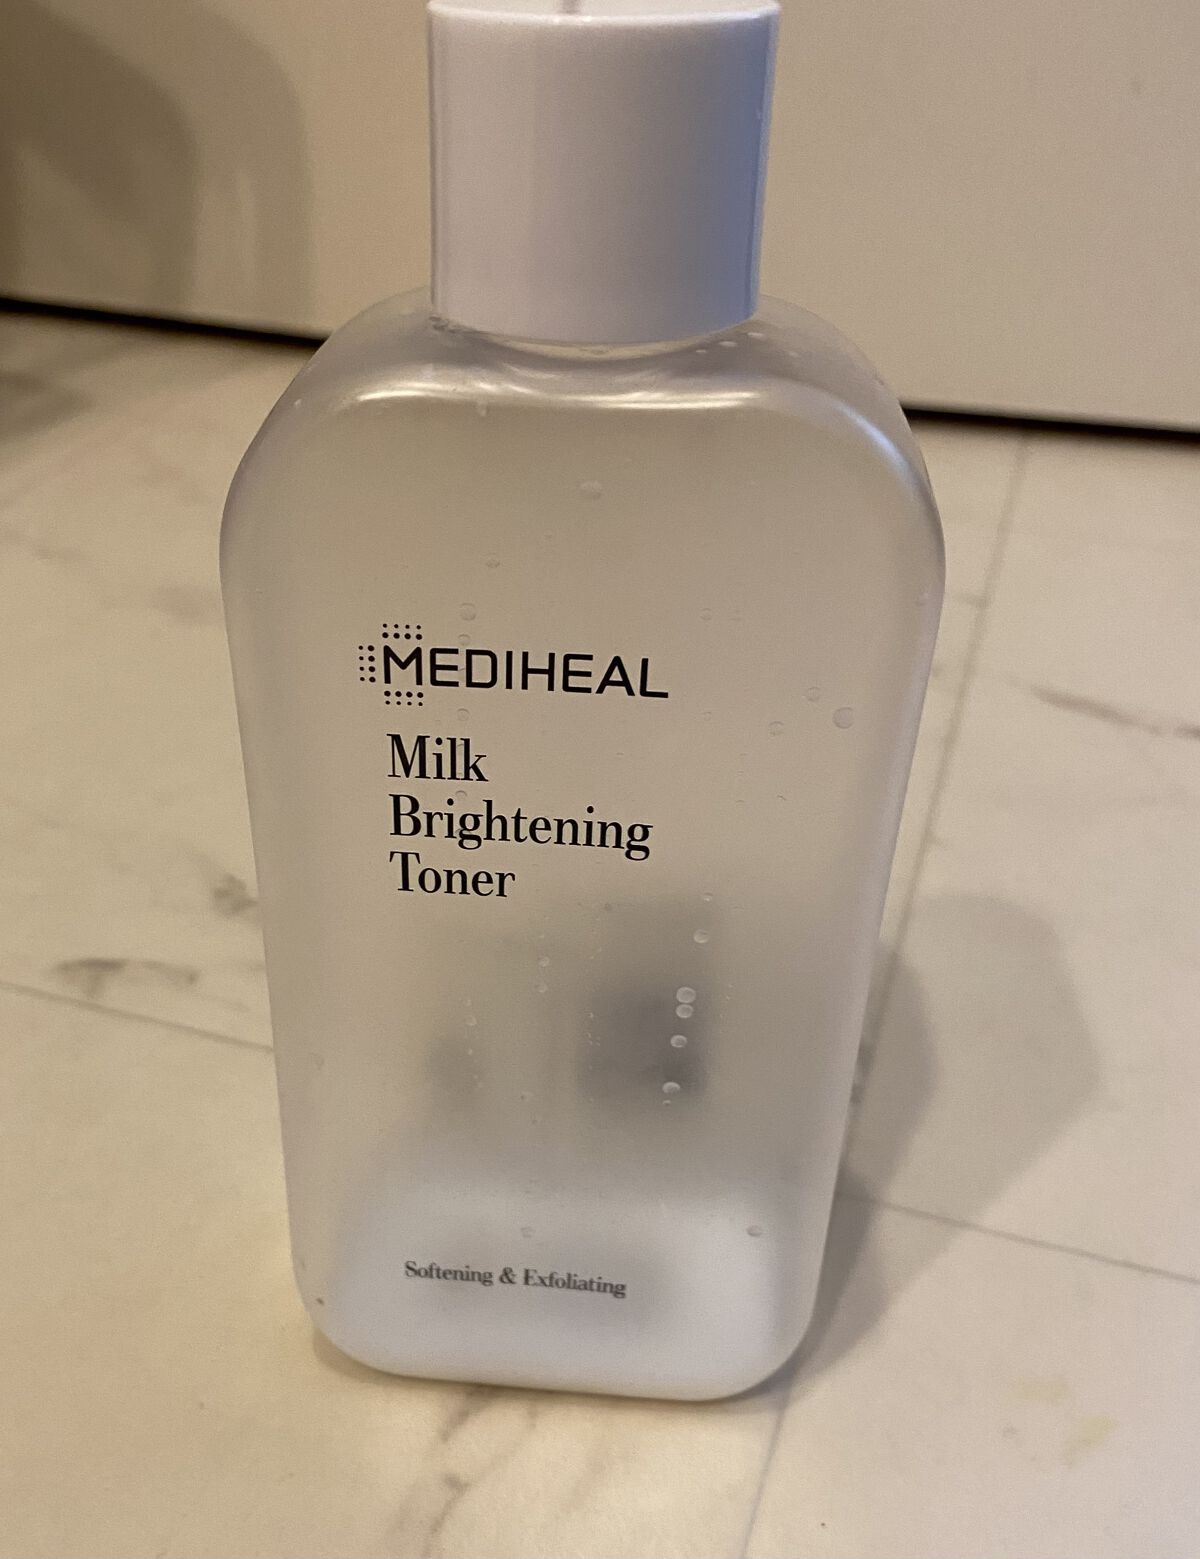 MEDIHEAL
Milk
Brightening
Toner
Softening & Exfoliating